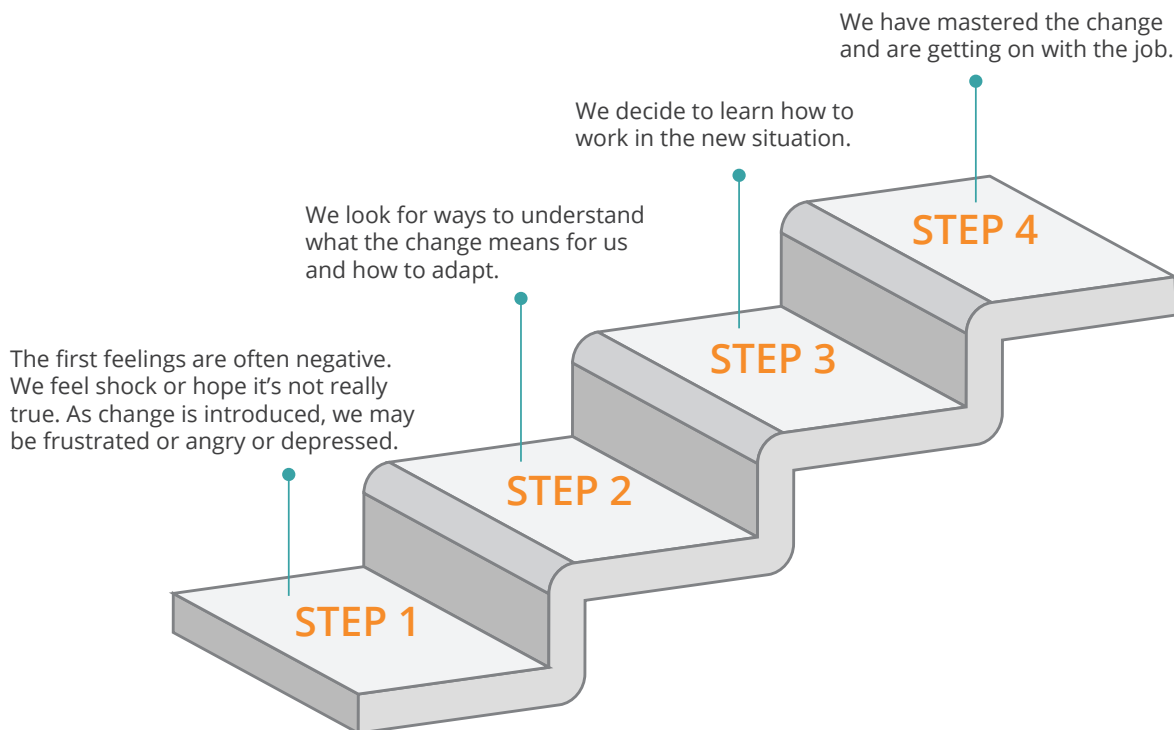 The first feelings are often negative.
We feel shock or hope it’s not really
true. As change is introduced, we may
be frustrated or angry or depressed.
STEP 1
We look for ways to understand
what the change means for us
and how to adapt.
STEP 2
We decide to learn how to
work in the new situation.
STEP 3
We have mastered the change
and are getting on with the job.
STEP 4